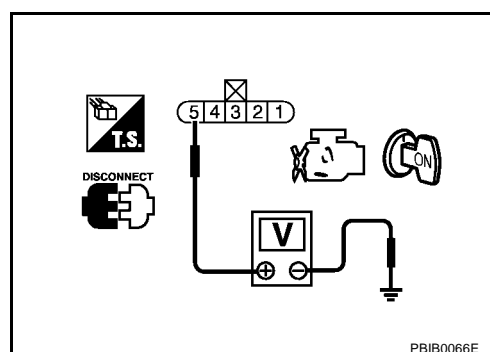 5 4 3 2 1
T.S.
DISCONNECT
ON
V
+ −
PBIB0066E